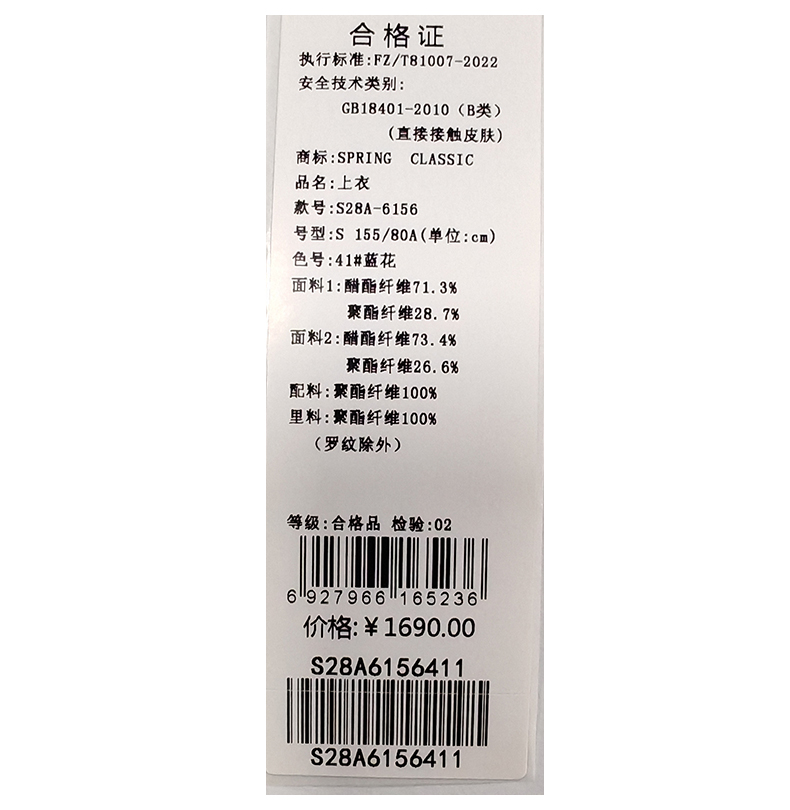 合格证
执行标准:FZ/T81007-2022
安全技术类别:
GB18401-2010（B类）
(直接接触皮肤)
商标:SPRING CLASSIC
品名:上衣
款号:S28A-6156
号型:S 155/80A(单位:cm)
色号:41#蓝花
面料1:醋酯纤维71.3%
聚酯纤维28.7%
面料2:醋酯纤维73.4%
聚酯纤维26.6%
配料:聚酯纤维100%
里料:聚酯纤维100%
（罗纹除外）
等级:合格品 检验:02
6 927966 165236
价格:￥1690.00
S28A6156411
S28A6156411